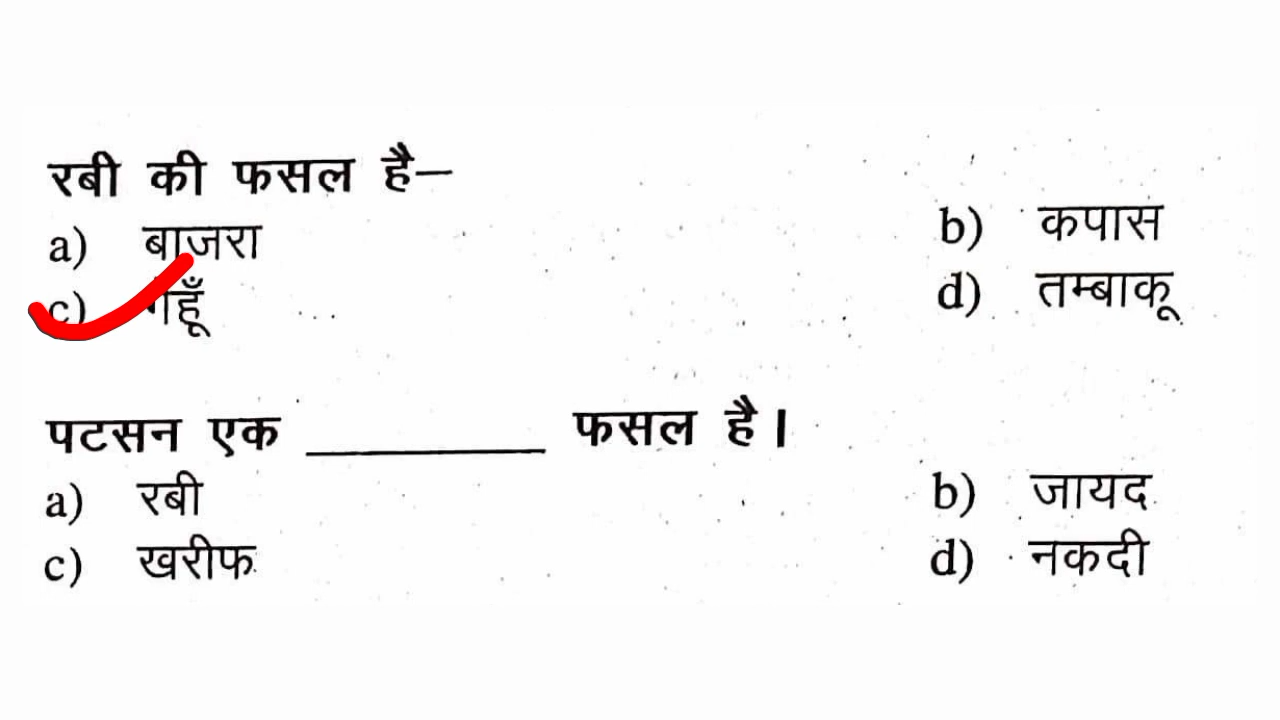 रबी की फसल है—
a) बाजरा b) कपास
c) गेहूँ d) तम्बाकू
पटसन एक __________ फसल है।
a) रबी b) जायद
c) खरीफ d) नकदी